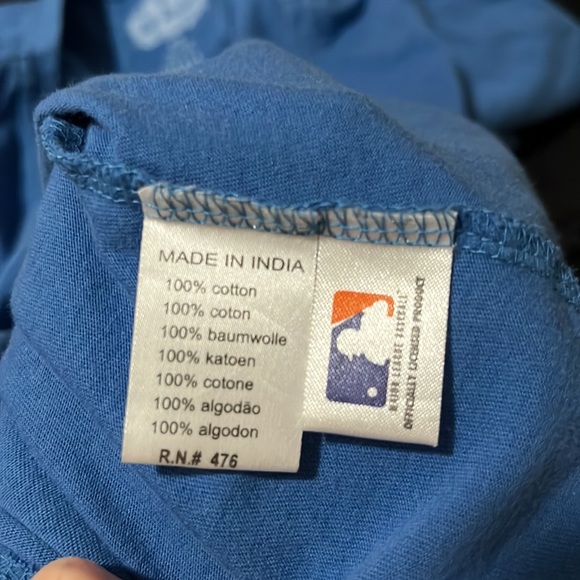 MADE IN INDIA
100% cotton
100% coton
100% baumwolle
100% katoen
100% cotone
100% algodão
100% algodon
R.N.# 476
MAJOR LEAGUE BASEBALL
OFFICIALLY LICENSED PRODUCT